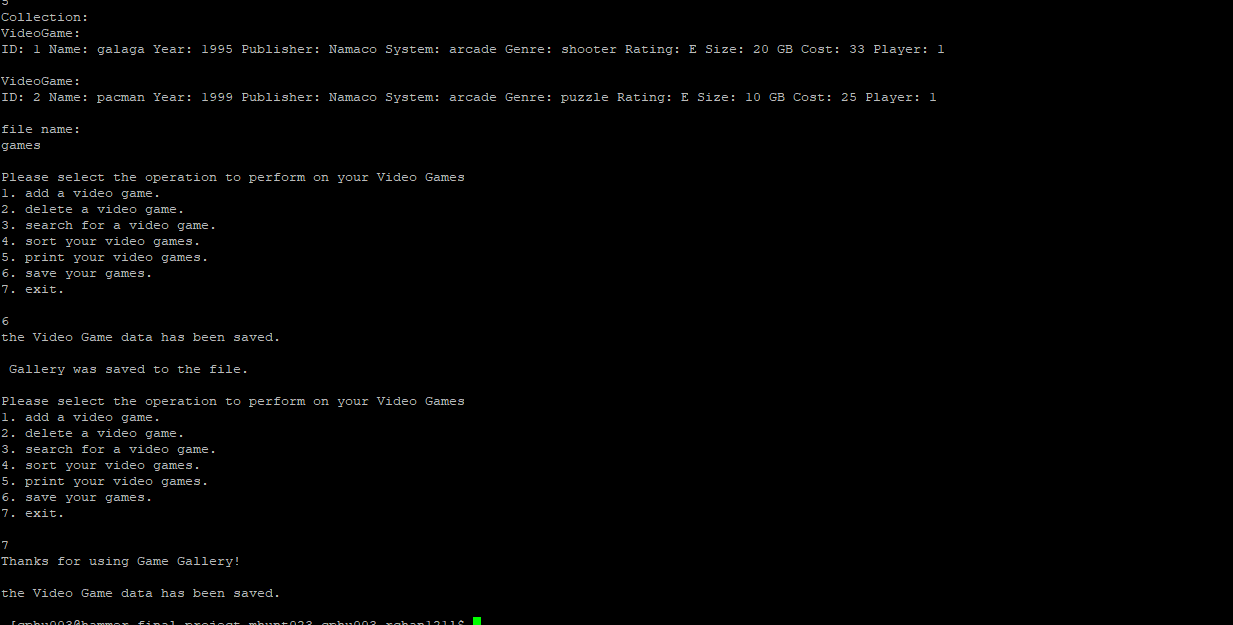 5
Collection:
VideoGame:
ID: 1 Name: galaga Year: 1995 Publisher: Namaco System: arcade Genre: shooter Rating: E Size: 20 GB Cost: 33 Player: 1
VideoGame:
ID: 2 Name: pacman Year: 1999 Publisher: Namaco System: arcade Genre: puzzle Rating: E Size: 10 GB Cost: 25 Player: 1
file name:
games
Please select the operation to perform on your Video Games
1. add a video game.
2. delete a video game.
3. search for a video game.
4. sort your video games.
5. print your video games.
6. save your games.
7. exit.
6
the Video Game data has been saved.
Gallery was saved to the file.
Please select the operation to perform on your Video Games
1. add a video game.
2. delete a video game.
3. search for a video game.
4. sort your video games.
5. print your video games.
6. save your games.
7. exit.
7
Thanks for using Game Gallery!
the Video Game data has been saved.